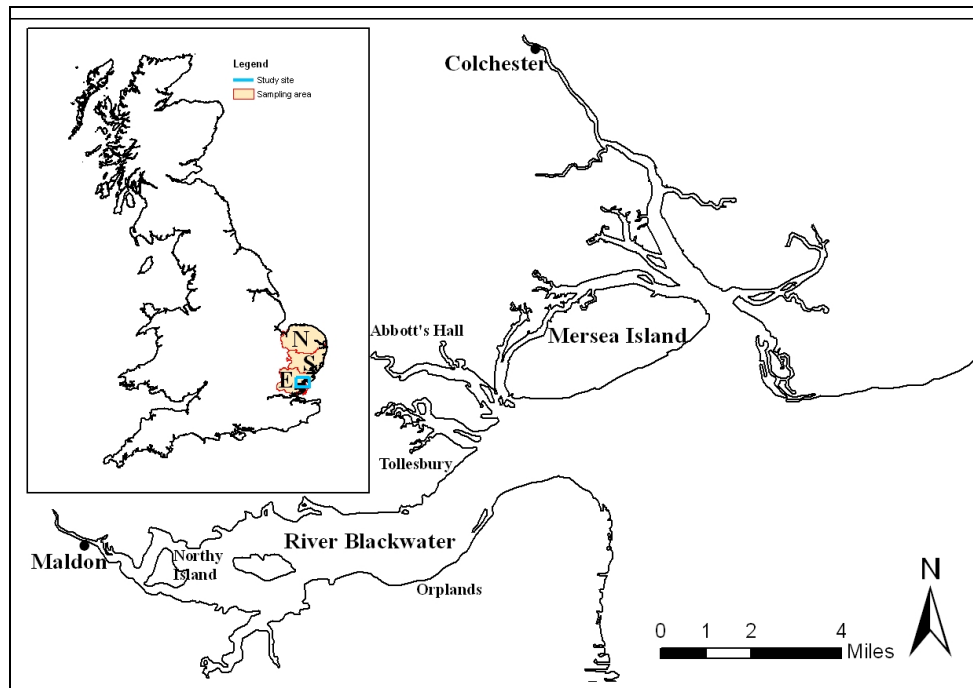 Legend
Study site
Sampling area
N
S
E
Colchester
Abbott's Hall
Mersea Island
Tollesbury
River Blackwater
Maldon
Northy
Island
Orplands
N
0 1 2 4
Miles